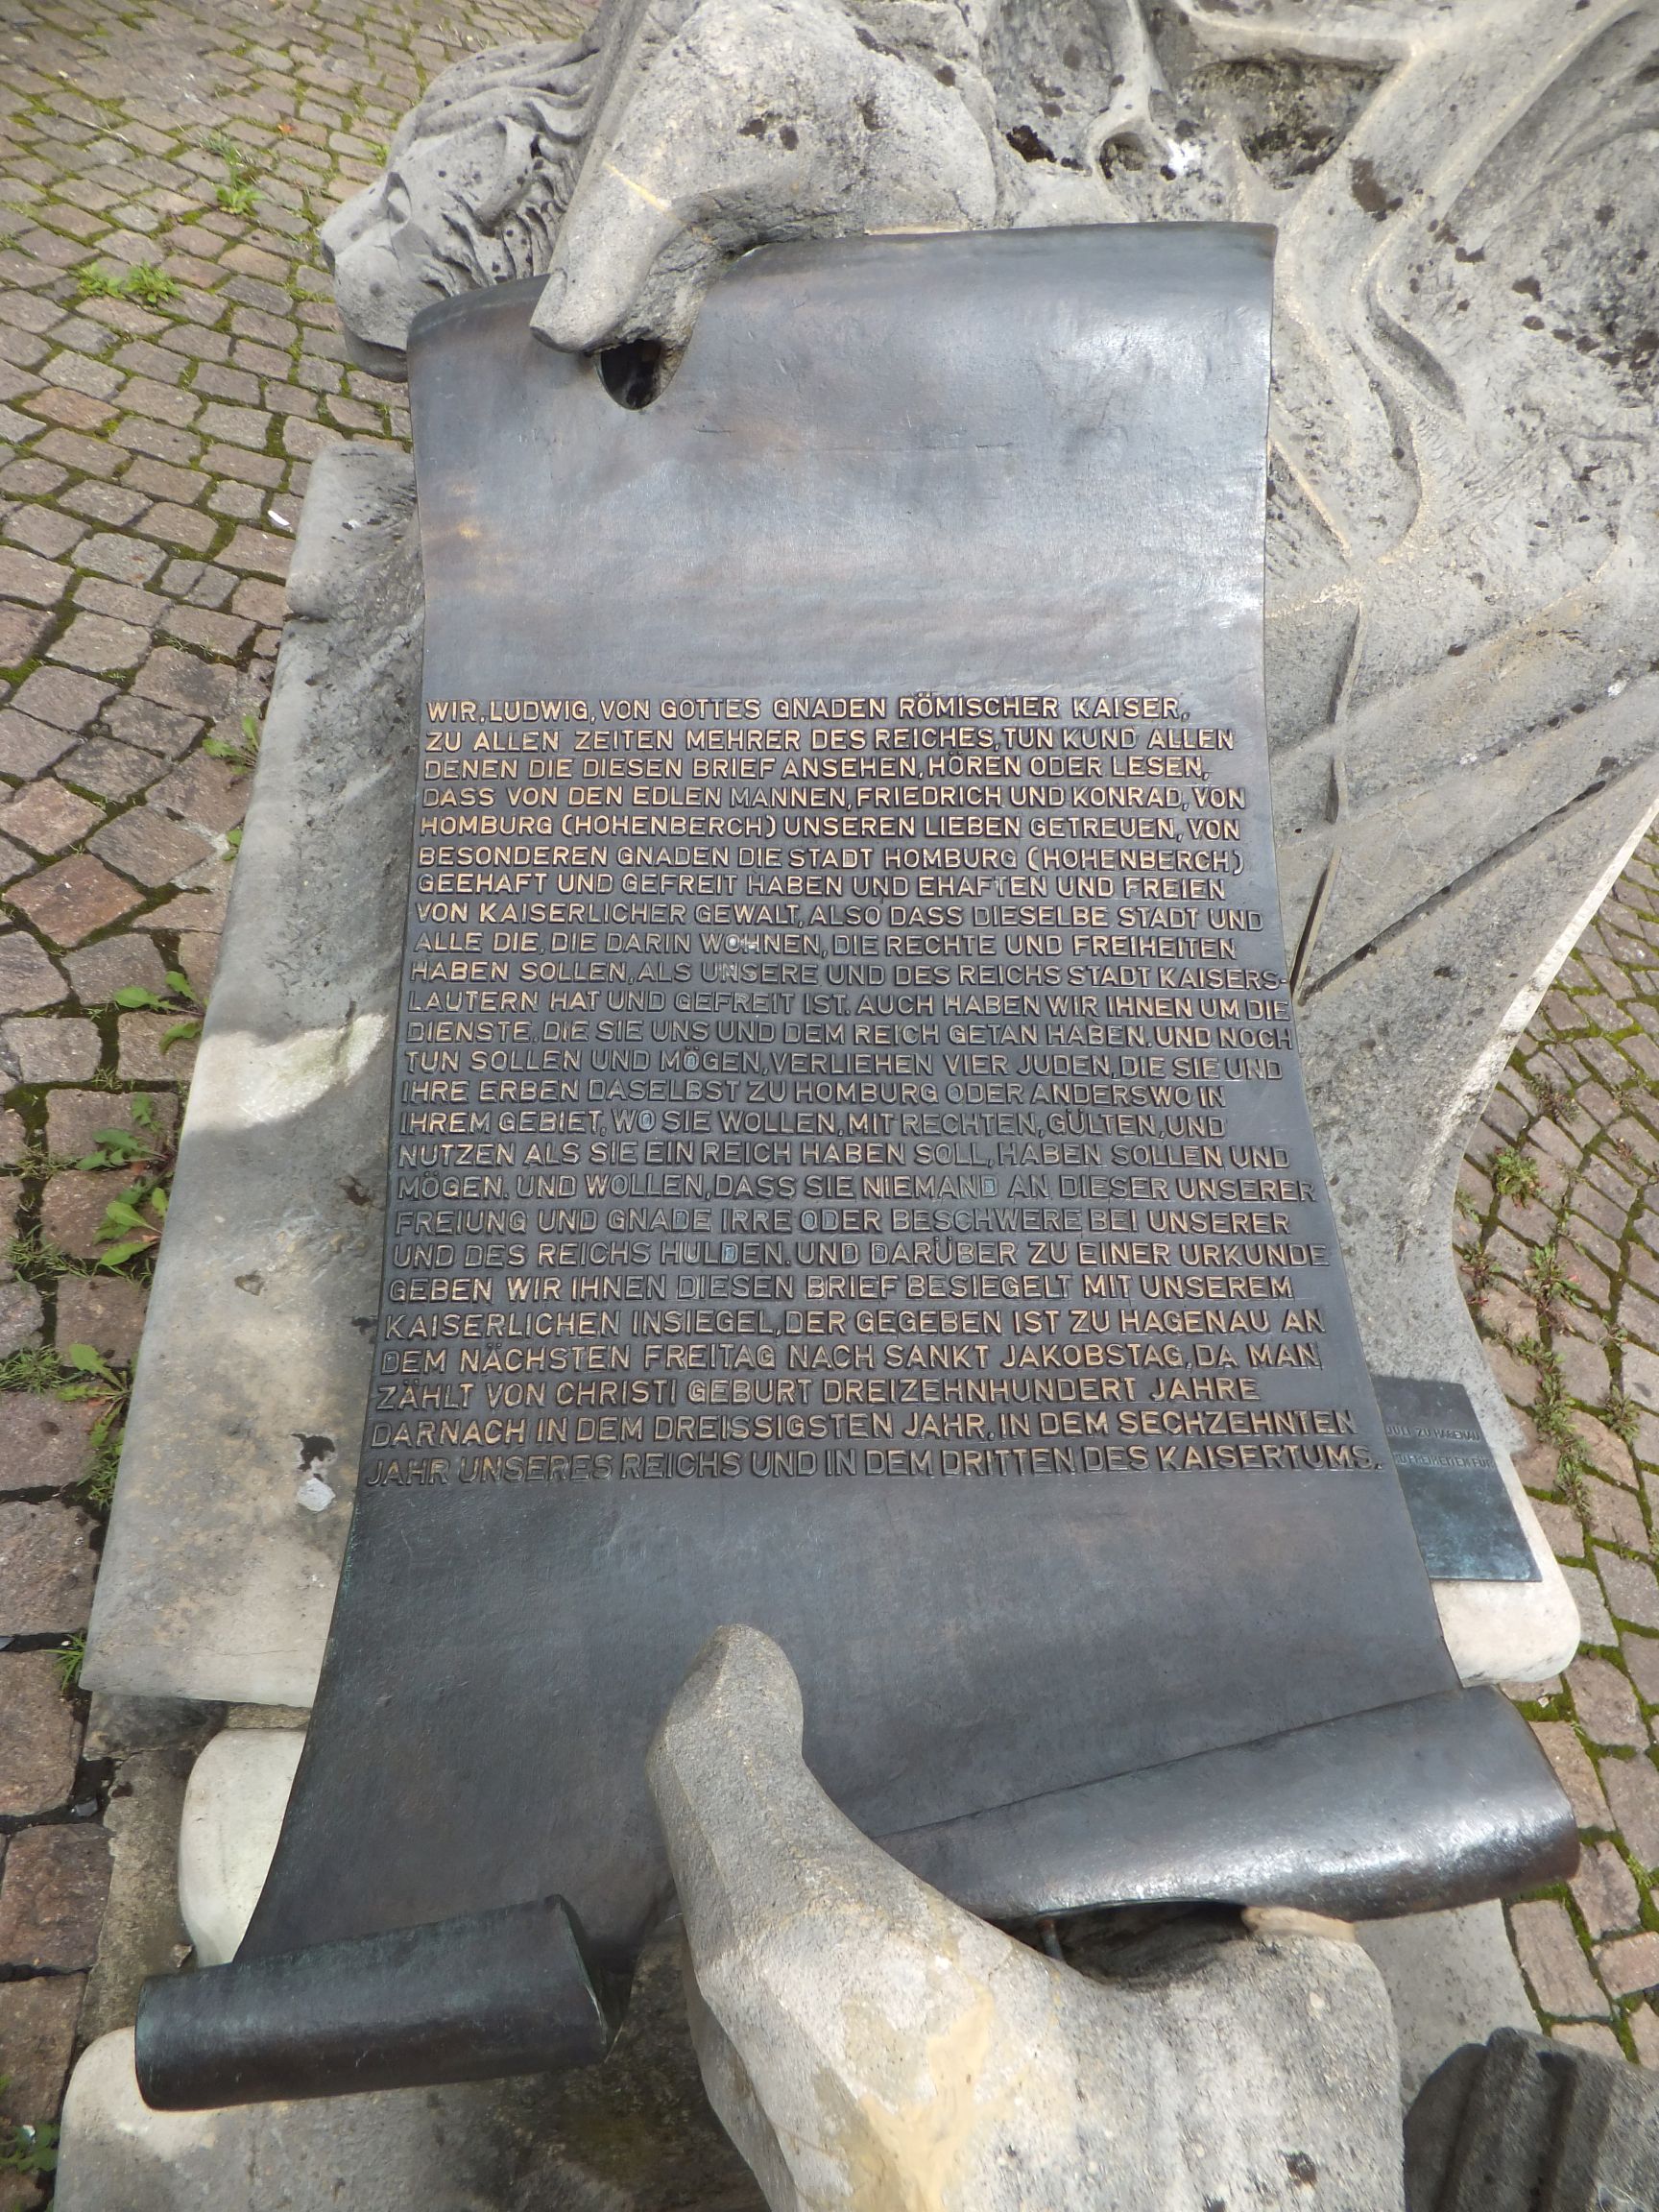 WIR, LUDWIG, VON GOTTES GNADEN RÖMISCHER KAISER,
ZU ALLEN ZEITEN MEHRER DES REICHES, TUN KUND ALLEN
DENEN DIE DIESEN BRIEF ANSEHEN, HÖREN ODER LESEN,
DASS VON DEN EDLEN MANNEN, FRIEDRICH UND KONRAD, VON
HOMBURG (HOHENBERCH) UNSEREN LIEBEN GETREUEN, VON
BESONDEREN GNADEN DIE STADT HOMBURG (HOHENBERCH)
GEEHAFT UND GEFREIT HABEN UND EHAFTEN UND FREIEN
VON KAISERLICHER GEWALT, ALSO DASS DIESELBE STADT UND
ALLE DIE, DIE DARIN WOHNEN, DIE RECHTE UND FREIHEITEN
HABEN SOLLEN, ALS UNSERE UND DES REICHS STADT KAISERS-
LAUTERN HAT UND GEFREIT IST. AUCH HABEN WIR IHNEN UM DIE
DIENSTE, DIE SIE UNS UND DEM REICH GETAN HABEN, UND NOCH
TUN SOLLEN UND MÖGEN, VERLIEHEN VIER JUDEN, DIE SIE UND
IHRE ERBEN DASELBST ZU HOMBURG ODER ANDERSWO IN
IHREM GEBIET, WO SIE WOLLEN, MIT RECHTEN, GÜLTEN, UND
NUTZEN ALS SIE EIN REICH HABEN SOLL, HABEN SOLLEN UND
MÖGEN. UND WOLLEN, DASS SIE NIEMAND AN DIESER UNSERER
FREIUNG UND GNADE IRRE ODER BESCHWERE BEI UNSERER
UND DES REICHS HULDEN. UND DARÜBER ZU EINER URKUNDE
GEBEN WIR IHNEN DIESEN BRIEF BESIEGELT MIT UNSEREM
KAISERLICHEN INSIEGEL, DER GEGEBEN IST ZU HAGENAU AN
DEM NÄCHSTEN FREITAG NACH SANKT JAKOBSTAG, DA MAN
ZÄHLT VON CHRISTI GEBURT DREIZEHNHUNDERT JAHRE
DARNACH IN DEM DREISSIGSTEN JAHR, IN DEM SECHZEHNTEN
JAHR UNSERES REICHS UND IN DEM DRITTEN DES KAISERTUMS.
ZU HAGENAU